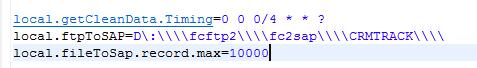 local.getCleanData.Timing=0 0 0/4 * * ?
local.ftpToSAP=D\:\\\\fcftp2\\\\fc2sap\\\\CRMTRACK\\\\
local.fileToSap.record.max=10000